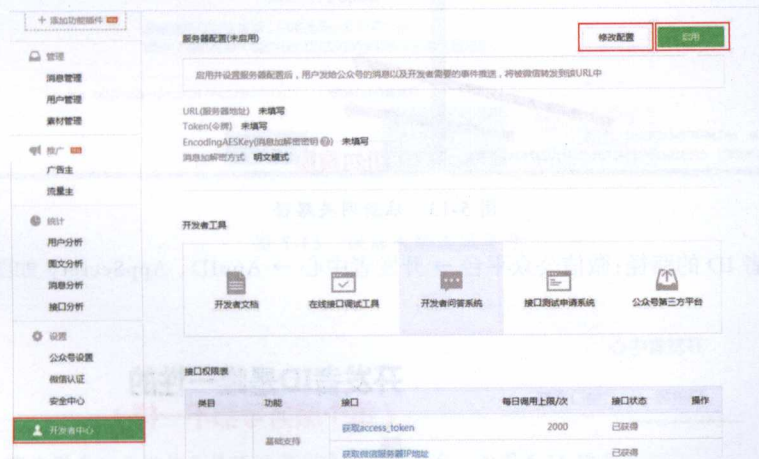 + 添加功能插件
管理
消息管理
用户管理
素材管理
推广
广告主
流量主
统计
用户分析
图文分析
消息分析
接口分析
设置
公众号设置
微信认证
安全中心
开发者中心
服务器配置(未启用)
修改配置
启用
启用并设置服务器配置后，用户发给公众号的消息以及开发者需要的事件推送，将被微信转发到该URL中
URL(服务器地址) 未填写
Token(令牌) 未填写
EncodingAESKey(消息加解密密钥) 未填写
消息加解密方式 明文模式
开发者工具
开发者文档
在线接口调试工具
开发者问答系统
接口测试申请系统
公众号第三方平台
接口权限表
类目 功能 接口 每日调用上限/次 接口状态 操作
基础支持
获取access_token 2000 已获得
获取微信服务器IP地址 已获得